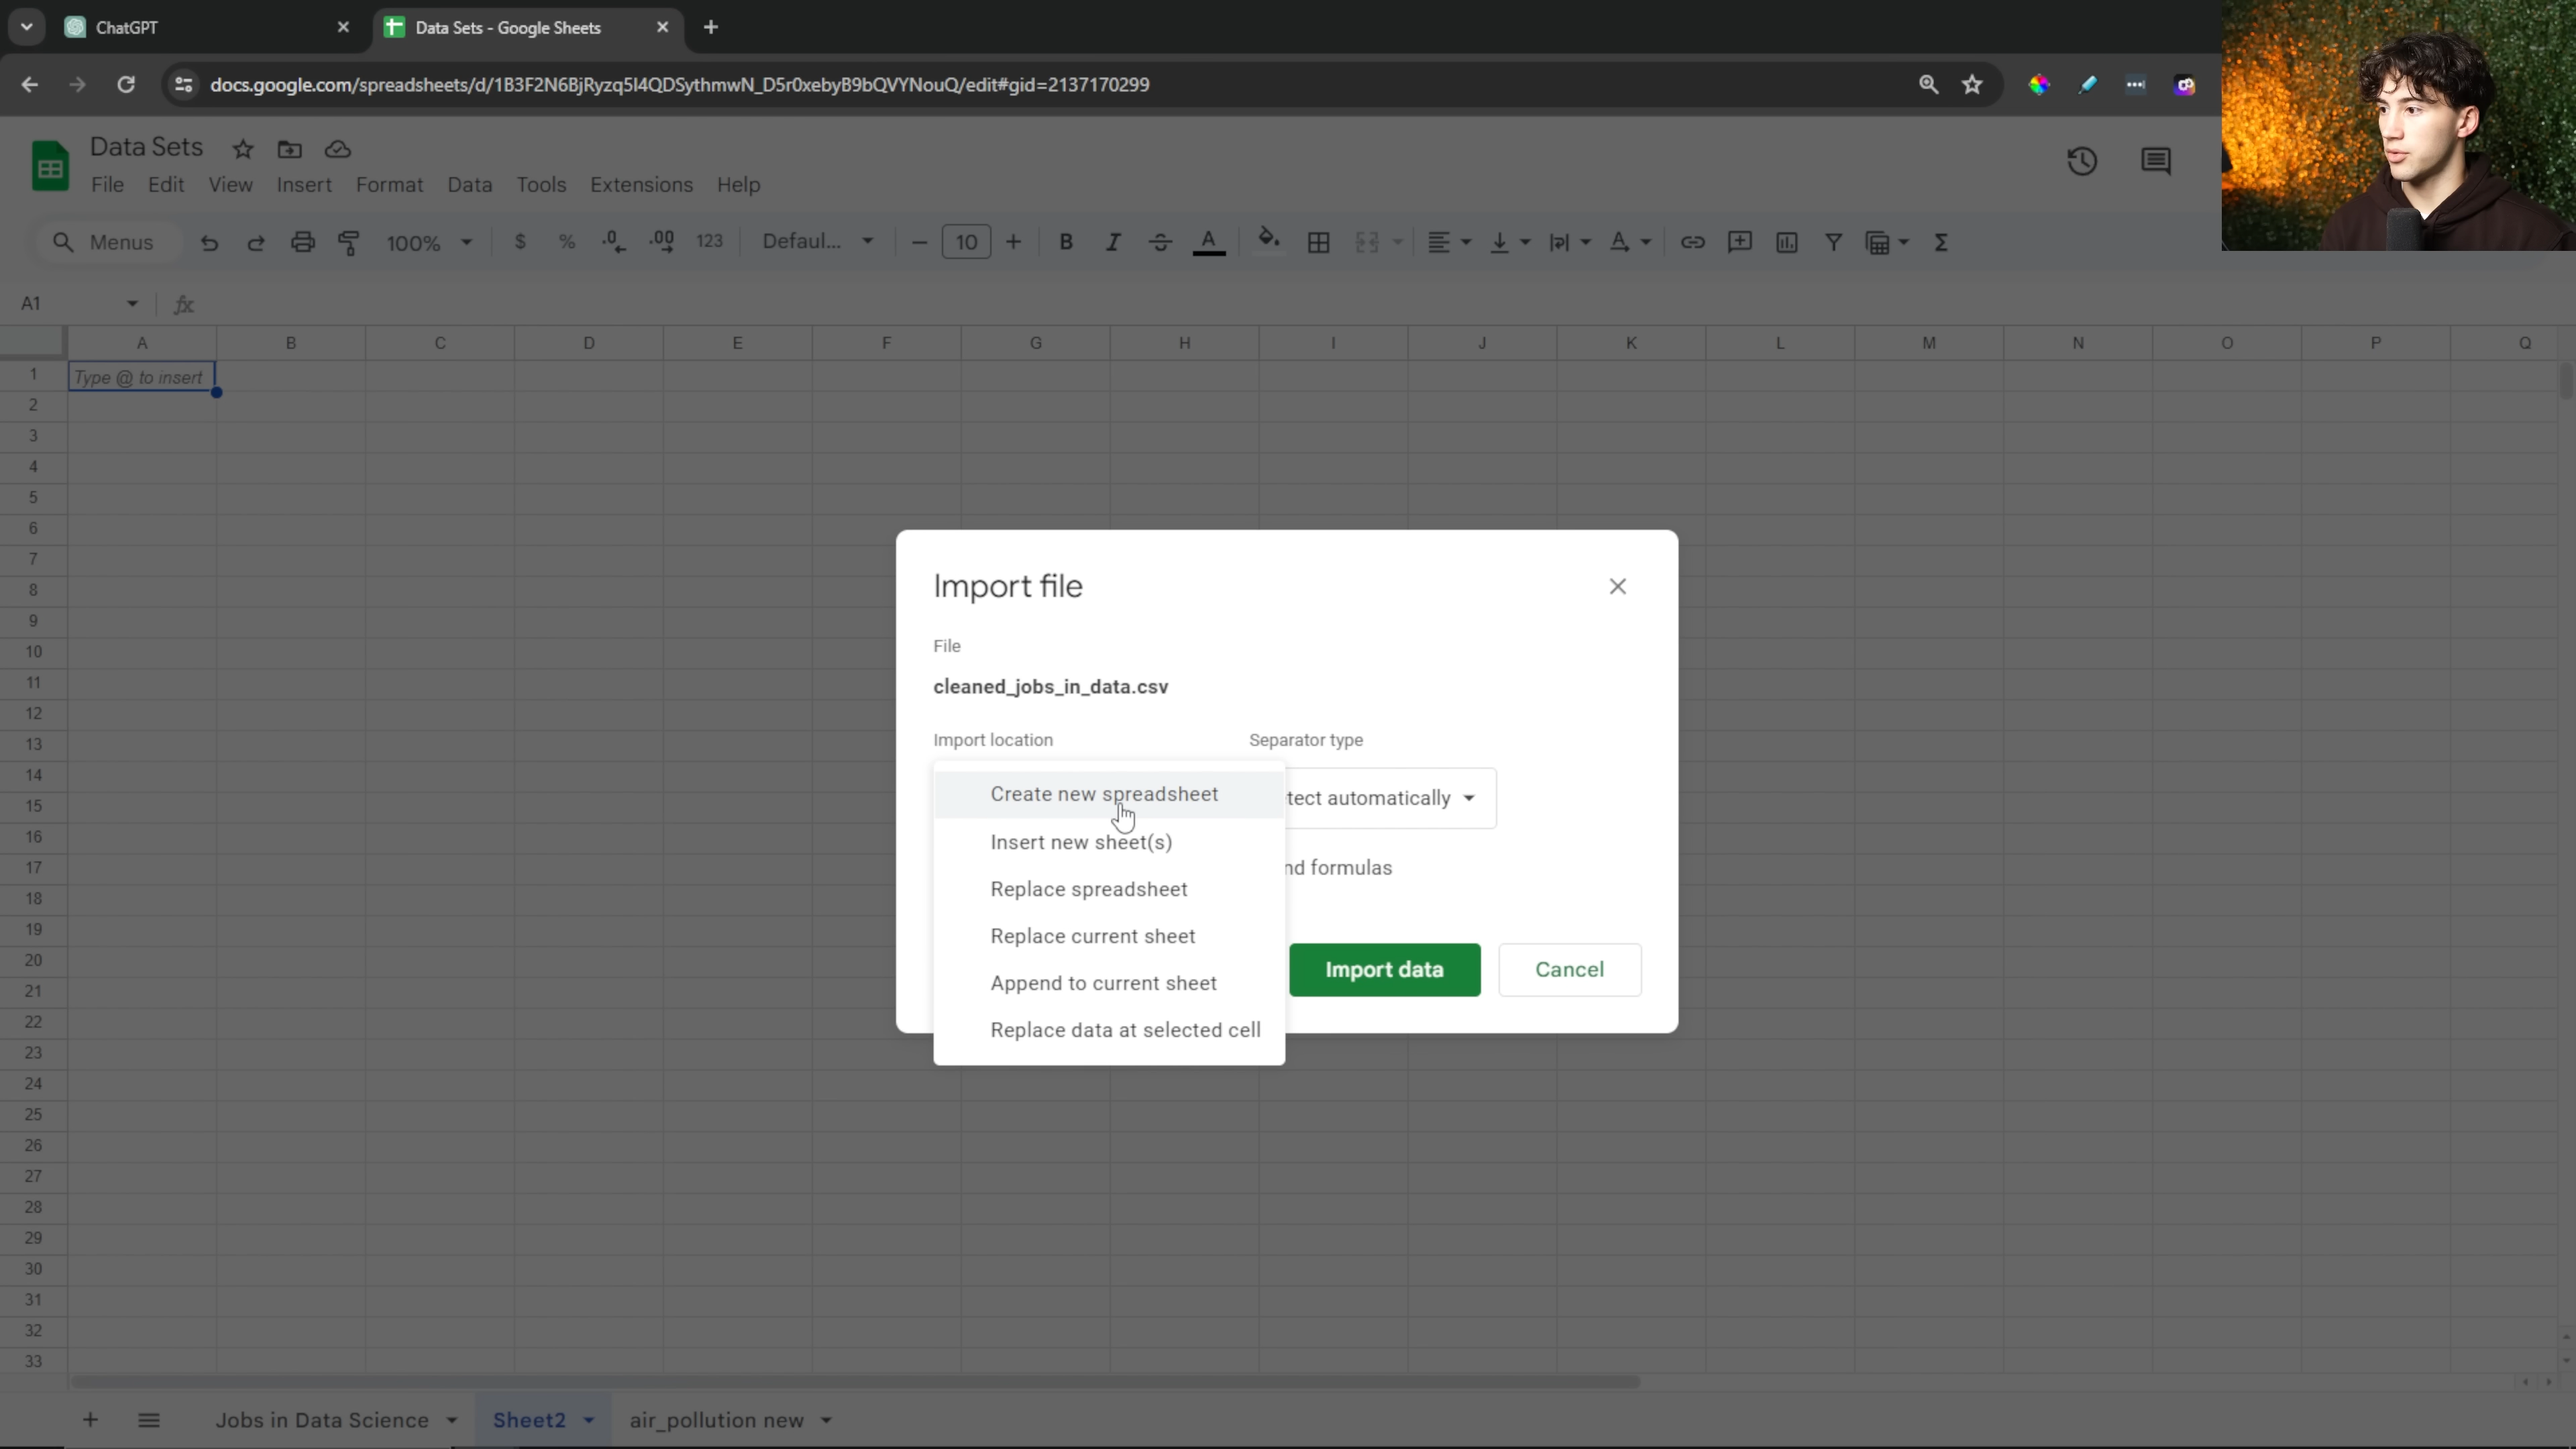 ChatGPT
Data Sets - Google Sheets
docs.google.com/spreadsheets/d/1B3F2N6BjRyzq5I4QDSythmwN_D5r0xebyB9bQVYNouQ/edit#gid=2137170299
Data Sets
File Edit View Insert Format Data Tools Extensions Help
Menus 100% $ % .0 .00 123 Defaul... 10 B I A Σ
A1 fx
A B C D E F G H I J K L M N O P Q
1 Type @ to insert
2
3
4
5
6
7
8
9
10
11
12
13
14
15
16
17
18
19
20
21
22
23
24
25
26
27
28
29
30
31
32
33
Import file
File
cleaned_jobs_in_data.csv
Import location Separator type
Create new spreadsheet
tect automatically
Insert new sheet(s)
nd formulas
Replace spreadsheet
Replace current sheet
Import data Cancel
Append to current sheet
Replace data at selected cell
Jobs in Data Science Sheet2 air_pollution new